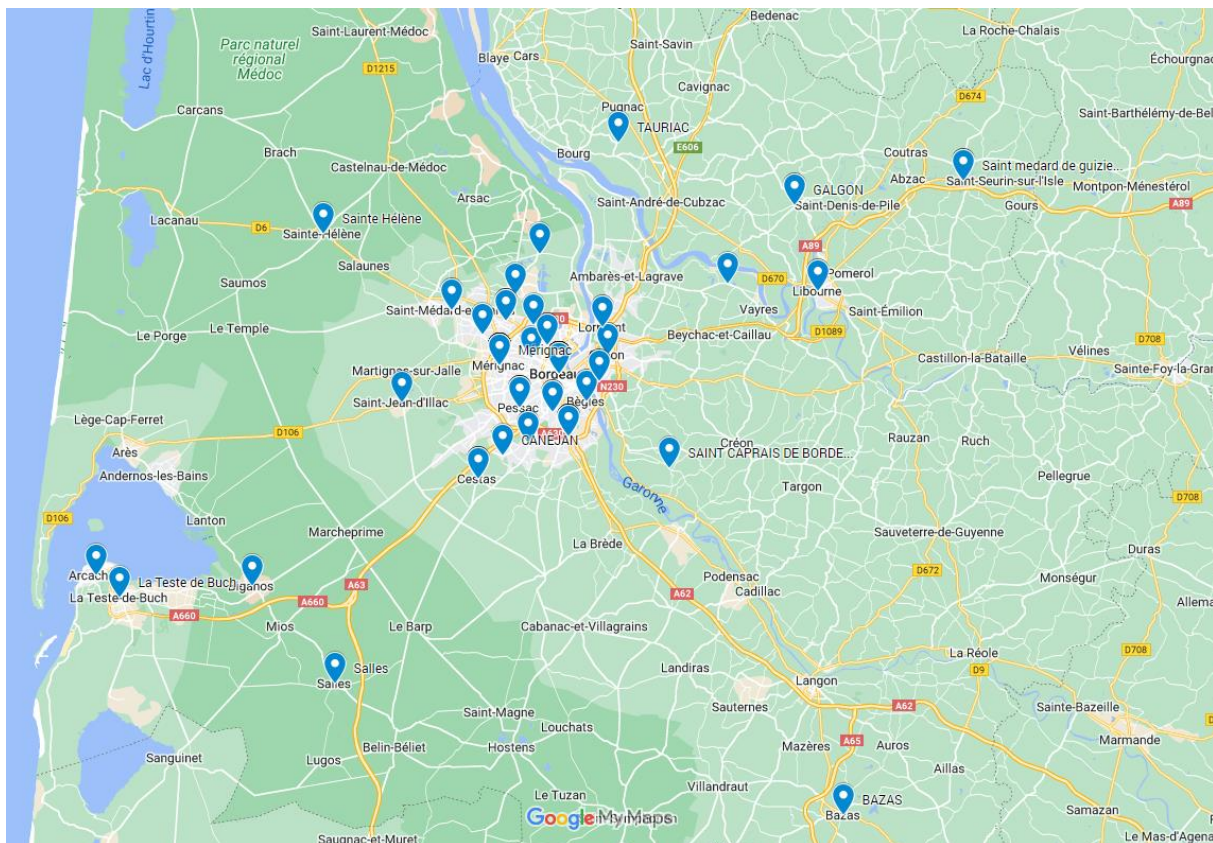 Saint-Laurent-Médoc
Bedenac
La Roche-Chalais
Lac d'Hourtin
Parc naturel
régional
Médoc
Saint-Savin
Blaye
Cars
Échourgnac
D1215
Cavignac
D674
Carcans
Pugnac
TAURIAC
Saint-Barthélémy-de-Bel
Brach
Bourg
E606
Coutras
Castelnau-de-Médoc
Abzac
Saint medard de guizie...
Saint-Seurin-sur-l'Isle
Montpon-Ménestérol
Arsac
GALGON
Saint-André-de-Cubzac
Saint-Denis-de-Pile
Gours
A89
Lacanau
D6
Sainte Hélène
Sainte-Hélène
A89
Salaunes
Ambarès-et-Lagrave
D670
Pomerol
Saumos
Libourne
Saint-Médard-e
Vayres
Saint-Émilion
Le Porge
Le Temple
Lormont
Beychac-et-Caillau
D1089
D708
Mérignac
Mérignac
Castillon-la-Bataille
Vélines
Martignas-sur-Jalle
Bordeau
N230
Sainte-Foy-la-Gran
Saint-Jean-d'Illac
Pessac
Bègles
Lège-Cap-Ferret
D106
CANEJAN
A630
Créon
Rauzan
Ruch
Arès
SAINT CAPRAIS DE BORDE...
Andernos-les-Bains
Cestas
Pellegrue
Garonne
Targon
D708
D106
Lanton
Marcheprime
Sauveterre-de-Guyenne
La Brède
Duras
Arcach
La Teste de Buch
Biganos
La Teste-de-Buch
A63
D672
Podensac
Monségur
A62
Cadillac
A660
A660
Allema
Mios
Le Barp
Cabanac-et-Villagrains
La Réole
D708
Salles
Salles
Landiras
D9
Langon
Saint-Magne
Sauternes
A62
Sainte-Bazeille
Louchats
Belin-Béliet
Hostens
Mazères
A65
Auros
Marmande
Sanguinet
Lugos
Aillas
Villandraut
Le Tuzan
BAZAS
Bazas
Samazan
Google My Maps
Saugnac-et-Muret
Le Mas-d'Agena